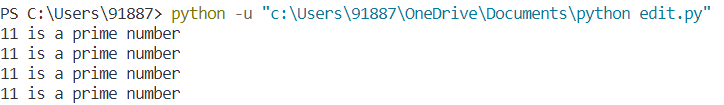 PS C:\Users\91887> python -u "c:\Users\91887\OneDrive\Documents\python edit.py"
11 is a prime number
11 is a prime number
11 is a prime number
11 is a prime number